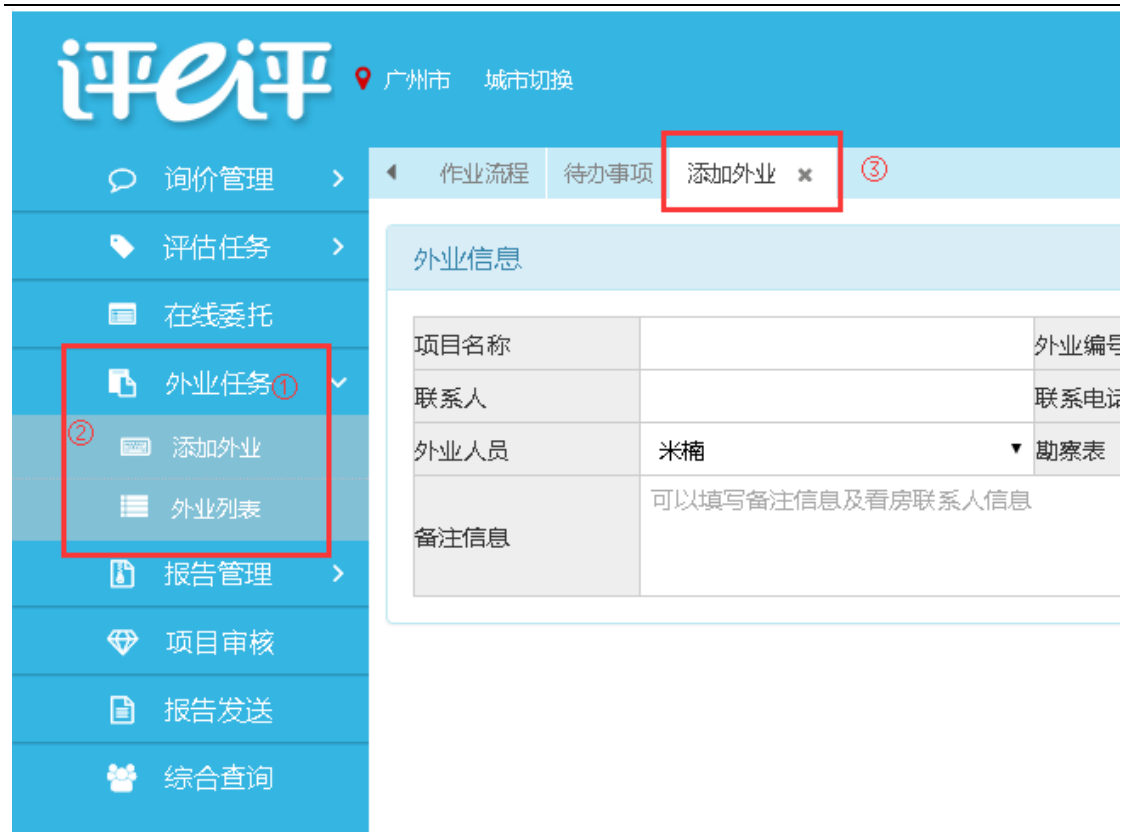 评e评 广州市 城市切换
询价管理
评估任务
在线委托
外业任务①
② 添加外业
外业列表
报告管理
项目审核
报告发送
综合查询
作业流程 待办事项 添加外业 × ③
外业信息
项目名称 外业编号
联系人 联系电话
外业人员 米楠 勘察表
备注信息 可以填写备注信息及看房联系人信息